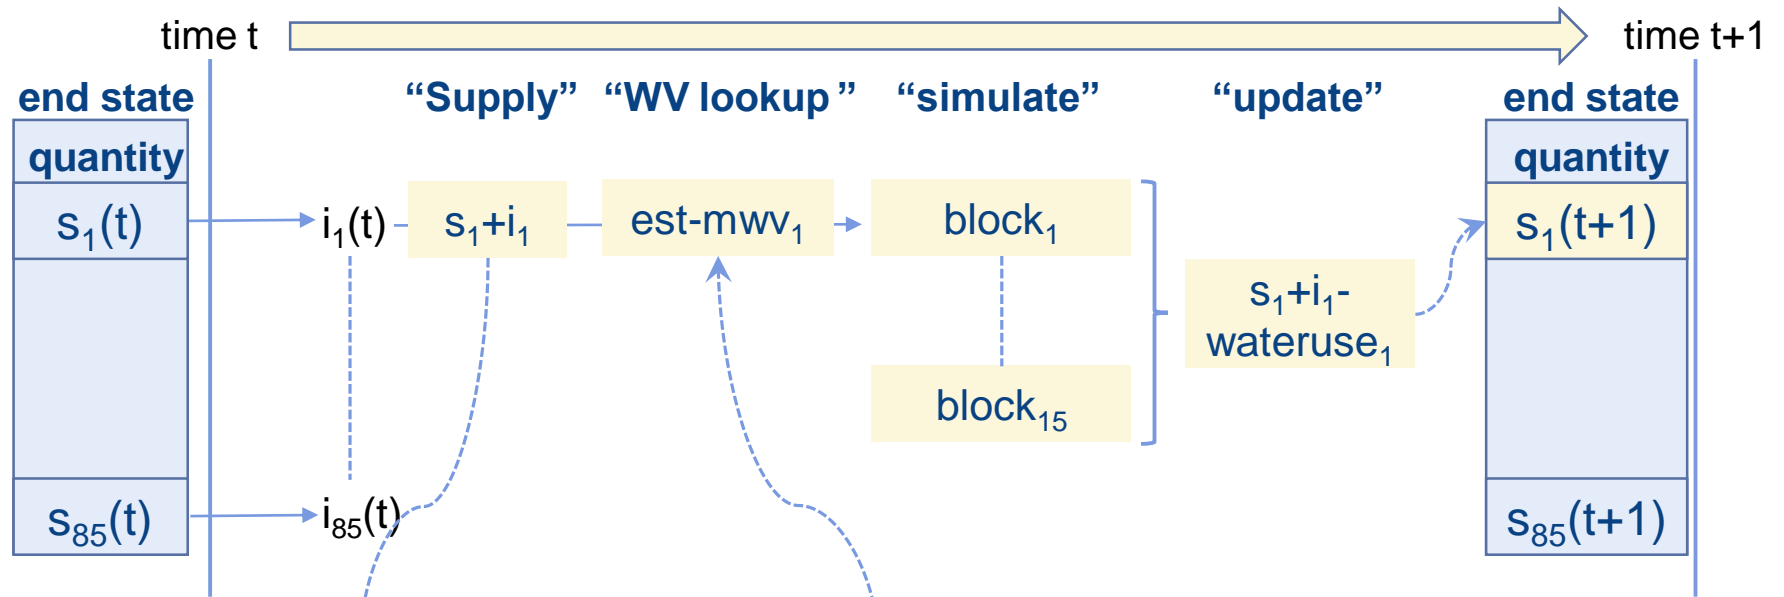 time t
time t+1
end state
“Supply”
“WV lookup ”
“simulate”
“update”
end state
quantity
quantity
s₁(t)
i₁(t)
s₁+i₁
est-mwv₁
block₁
s₁(t+1)
s₁+i₁-
wateruse₁
block₁₅
s₈₅(t)
i₈₅(t)
s₈₅(t+1)